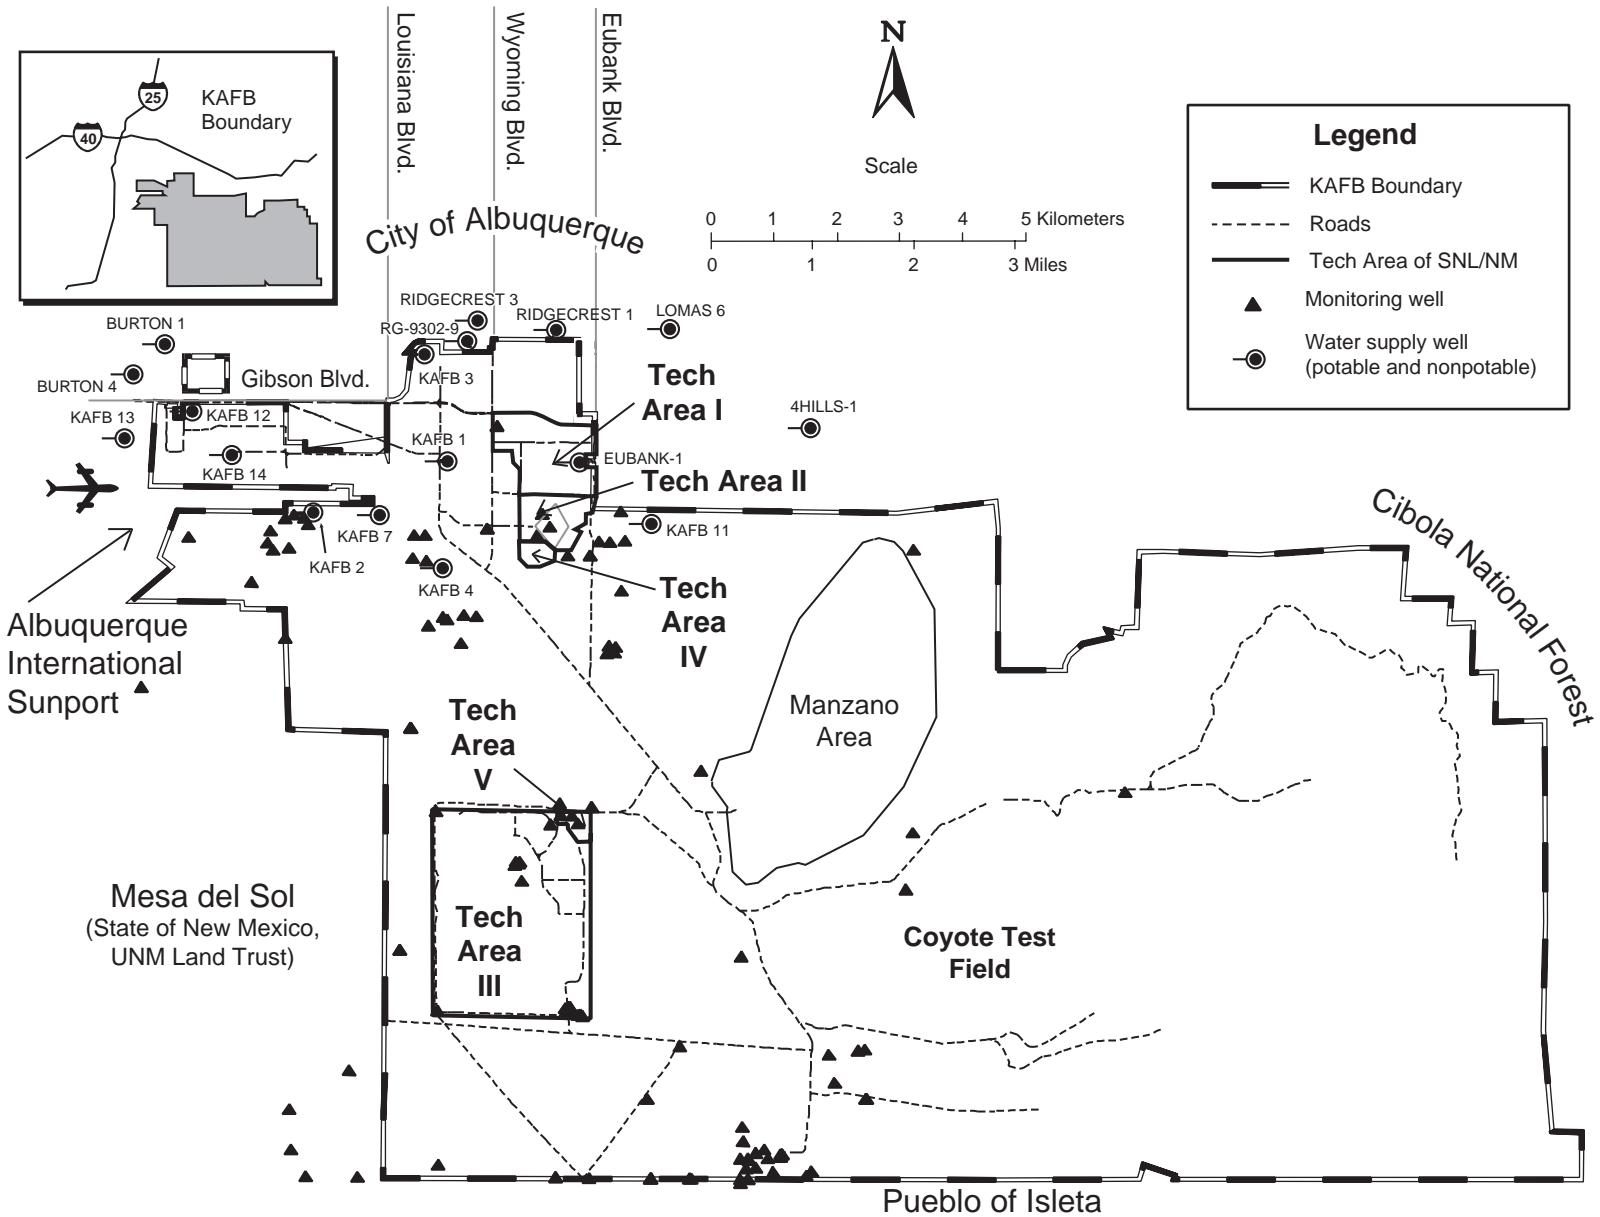 Louisiana Blvd.
Wyoming Blvd.
Eubank Blvd.
N
Scale
0 1 2 3 4 5 Kilometers
0 1 2 3 Miles
25
40
KAFB
Boundary
Legend
KAFB Boundary
Roads
Tech Area of SNL/NM
Monitoring well
Water supply well
(potable and nonpotable)
City of Albuquerque
RIDGECREST 3
RIDGECREST 1
LOMAS 6
BURTON 1
RG-9302-9
BURTON 4
Gibson Blvd.
KAFB 3
Tech
Area I
KAFB 13
KAFB 12
4HILLS-1
KAFB 1
EUBANK-1
KAFB 14
Tech Area II
KAFB 7
KAFB 11
KAFB 2
KAFB 4
Tech
Area
IV
Cibola National Forest
Albuquerque
International
Sunport
Manzano
Area
Tech
Area
V
Mesa del Sol
(State of New Mexico,
UNM Land Trust)
Tech
Area
III
Coyote Test
Field
Pueblo of Isleta